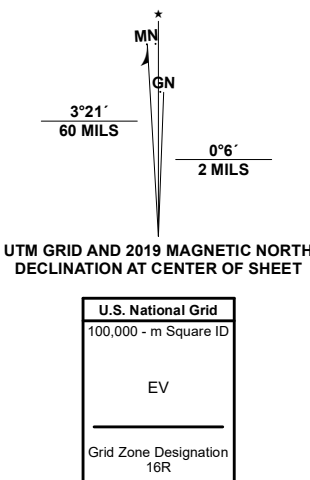 MN
GN
3°21´
60 MILS
0°6´
2 MILS
UTM GRID AND 2019 MAGNETIC NORTH
DECLINATION AT CENTER OF SHEET
U.S. National Grid
100,000 - m Square ID
EV
Grid Zone Designation
16R